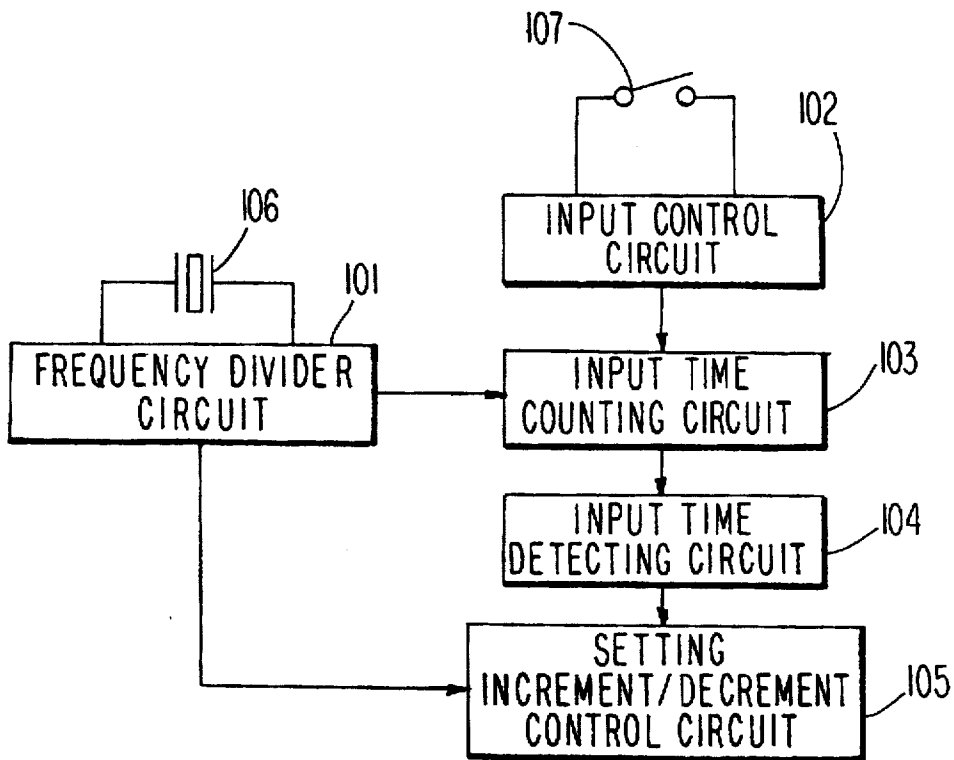 107
102
INPUT CONTROL
CIRCUIT
106
101
FREQUENCY DIVIDER
CIRCUIT
INPUT TIME
COUNTING CIRCUIT
103
INPUT TIME
DETECTING CIRCUIT
104
SETTING
INCREMENT/DECREMENT
CONTROL CIRCUIT
105